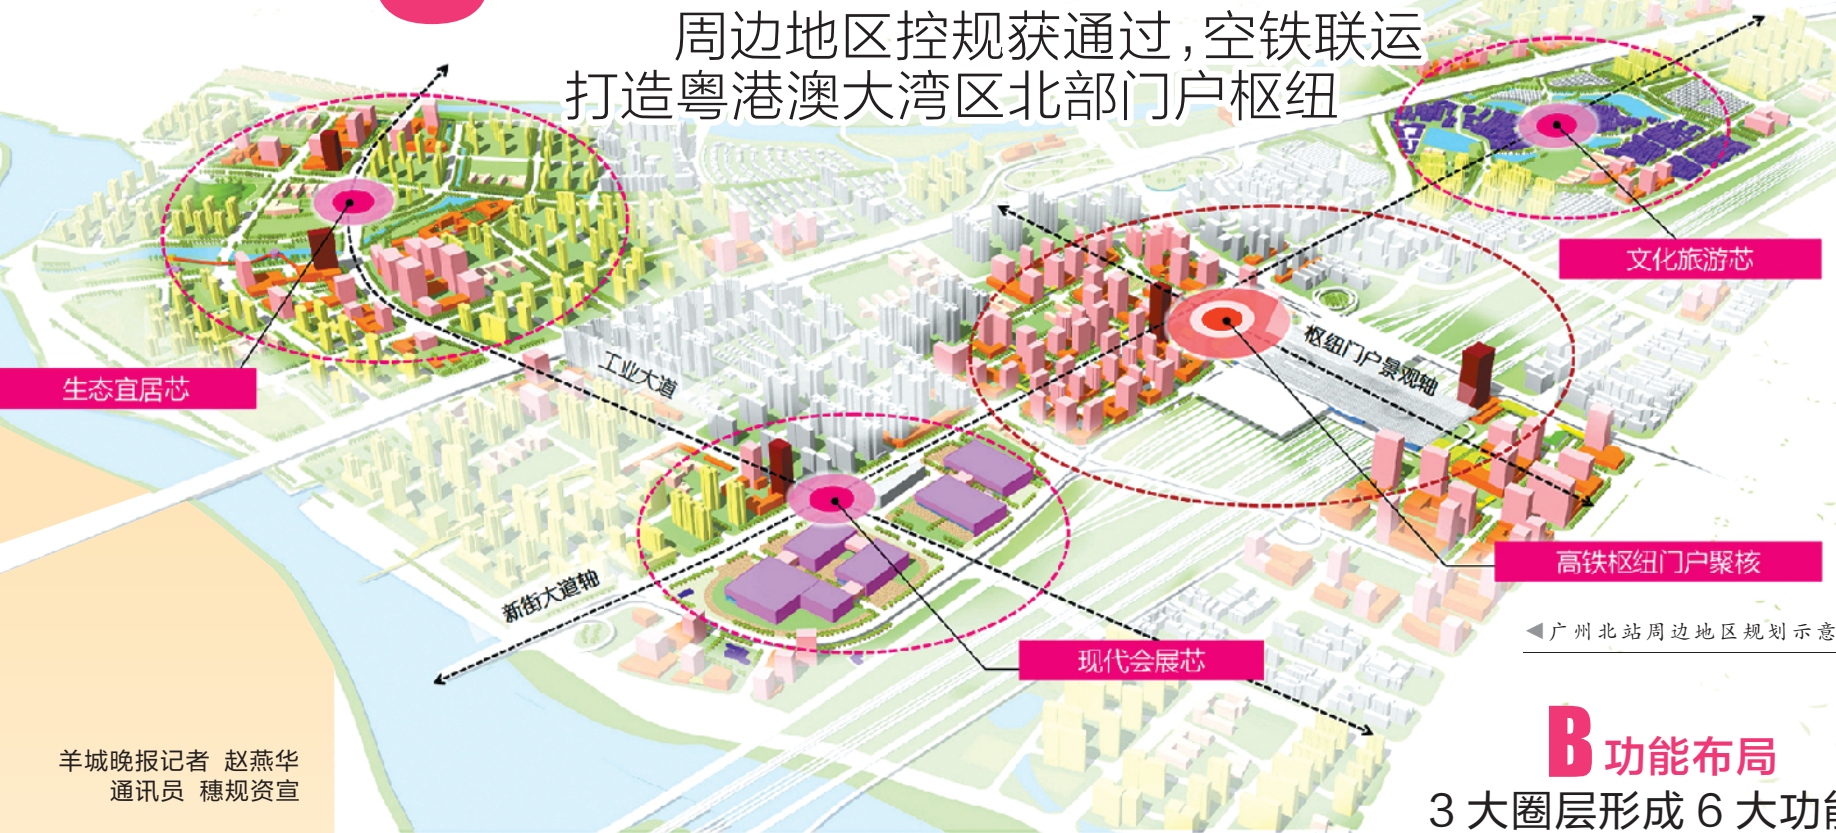 周边地区控规获通过,空铁联运
打造粤港澳大湾区北部门户枢纽
文化旅游芯
枢纽门户景观轴
工业大道
生态宜居芯
高铁枢纽门户聚核
新街大道轴
◀广州北站周边地区规划示意
现代会展芯
羊城晚报记者 赵燕华
通讯员 穗规资宣
B 功能布局
3大圈层形成6大功能